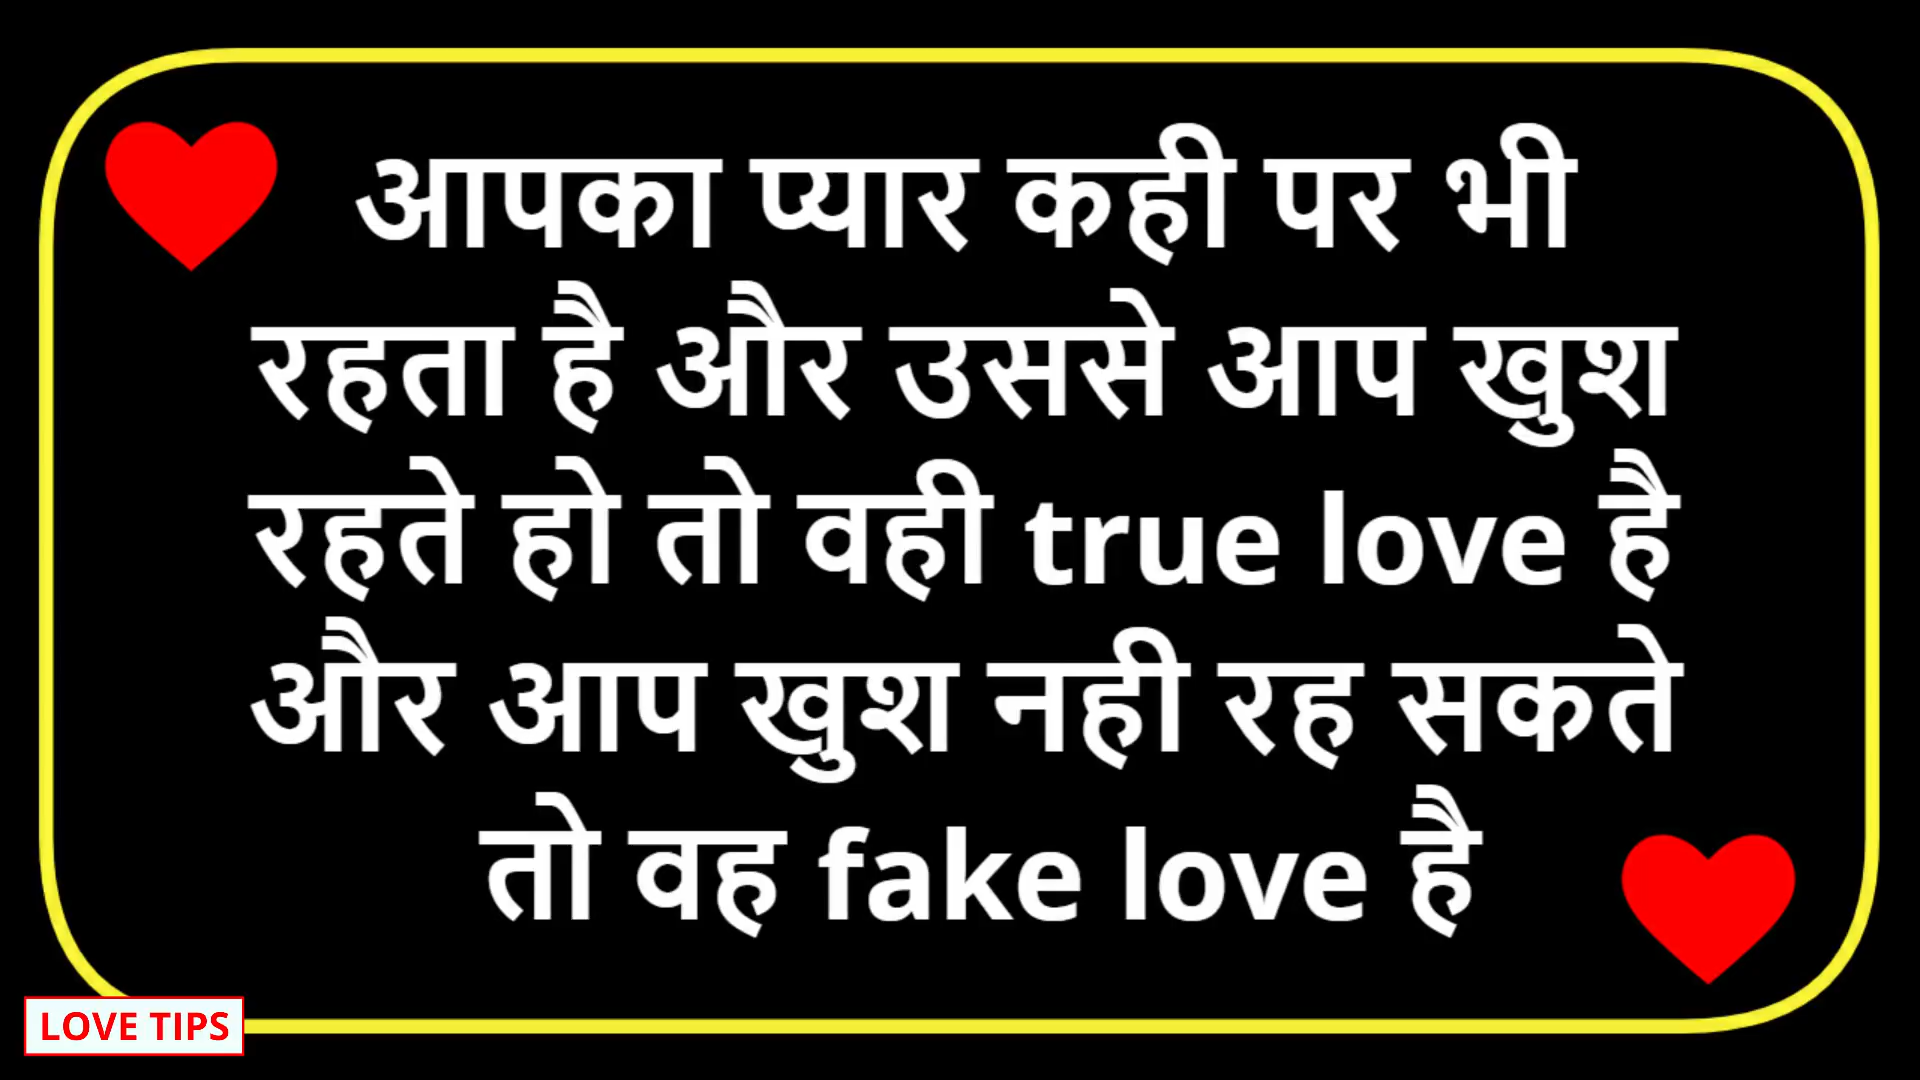 आपका प्यार कही पर भी
रहता है और उससे आप खुश
रहते हो तो वही true love है
और आप खुश नही रह सकते
तो वह fake love है
LOVE TIPS